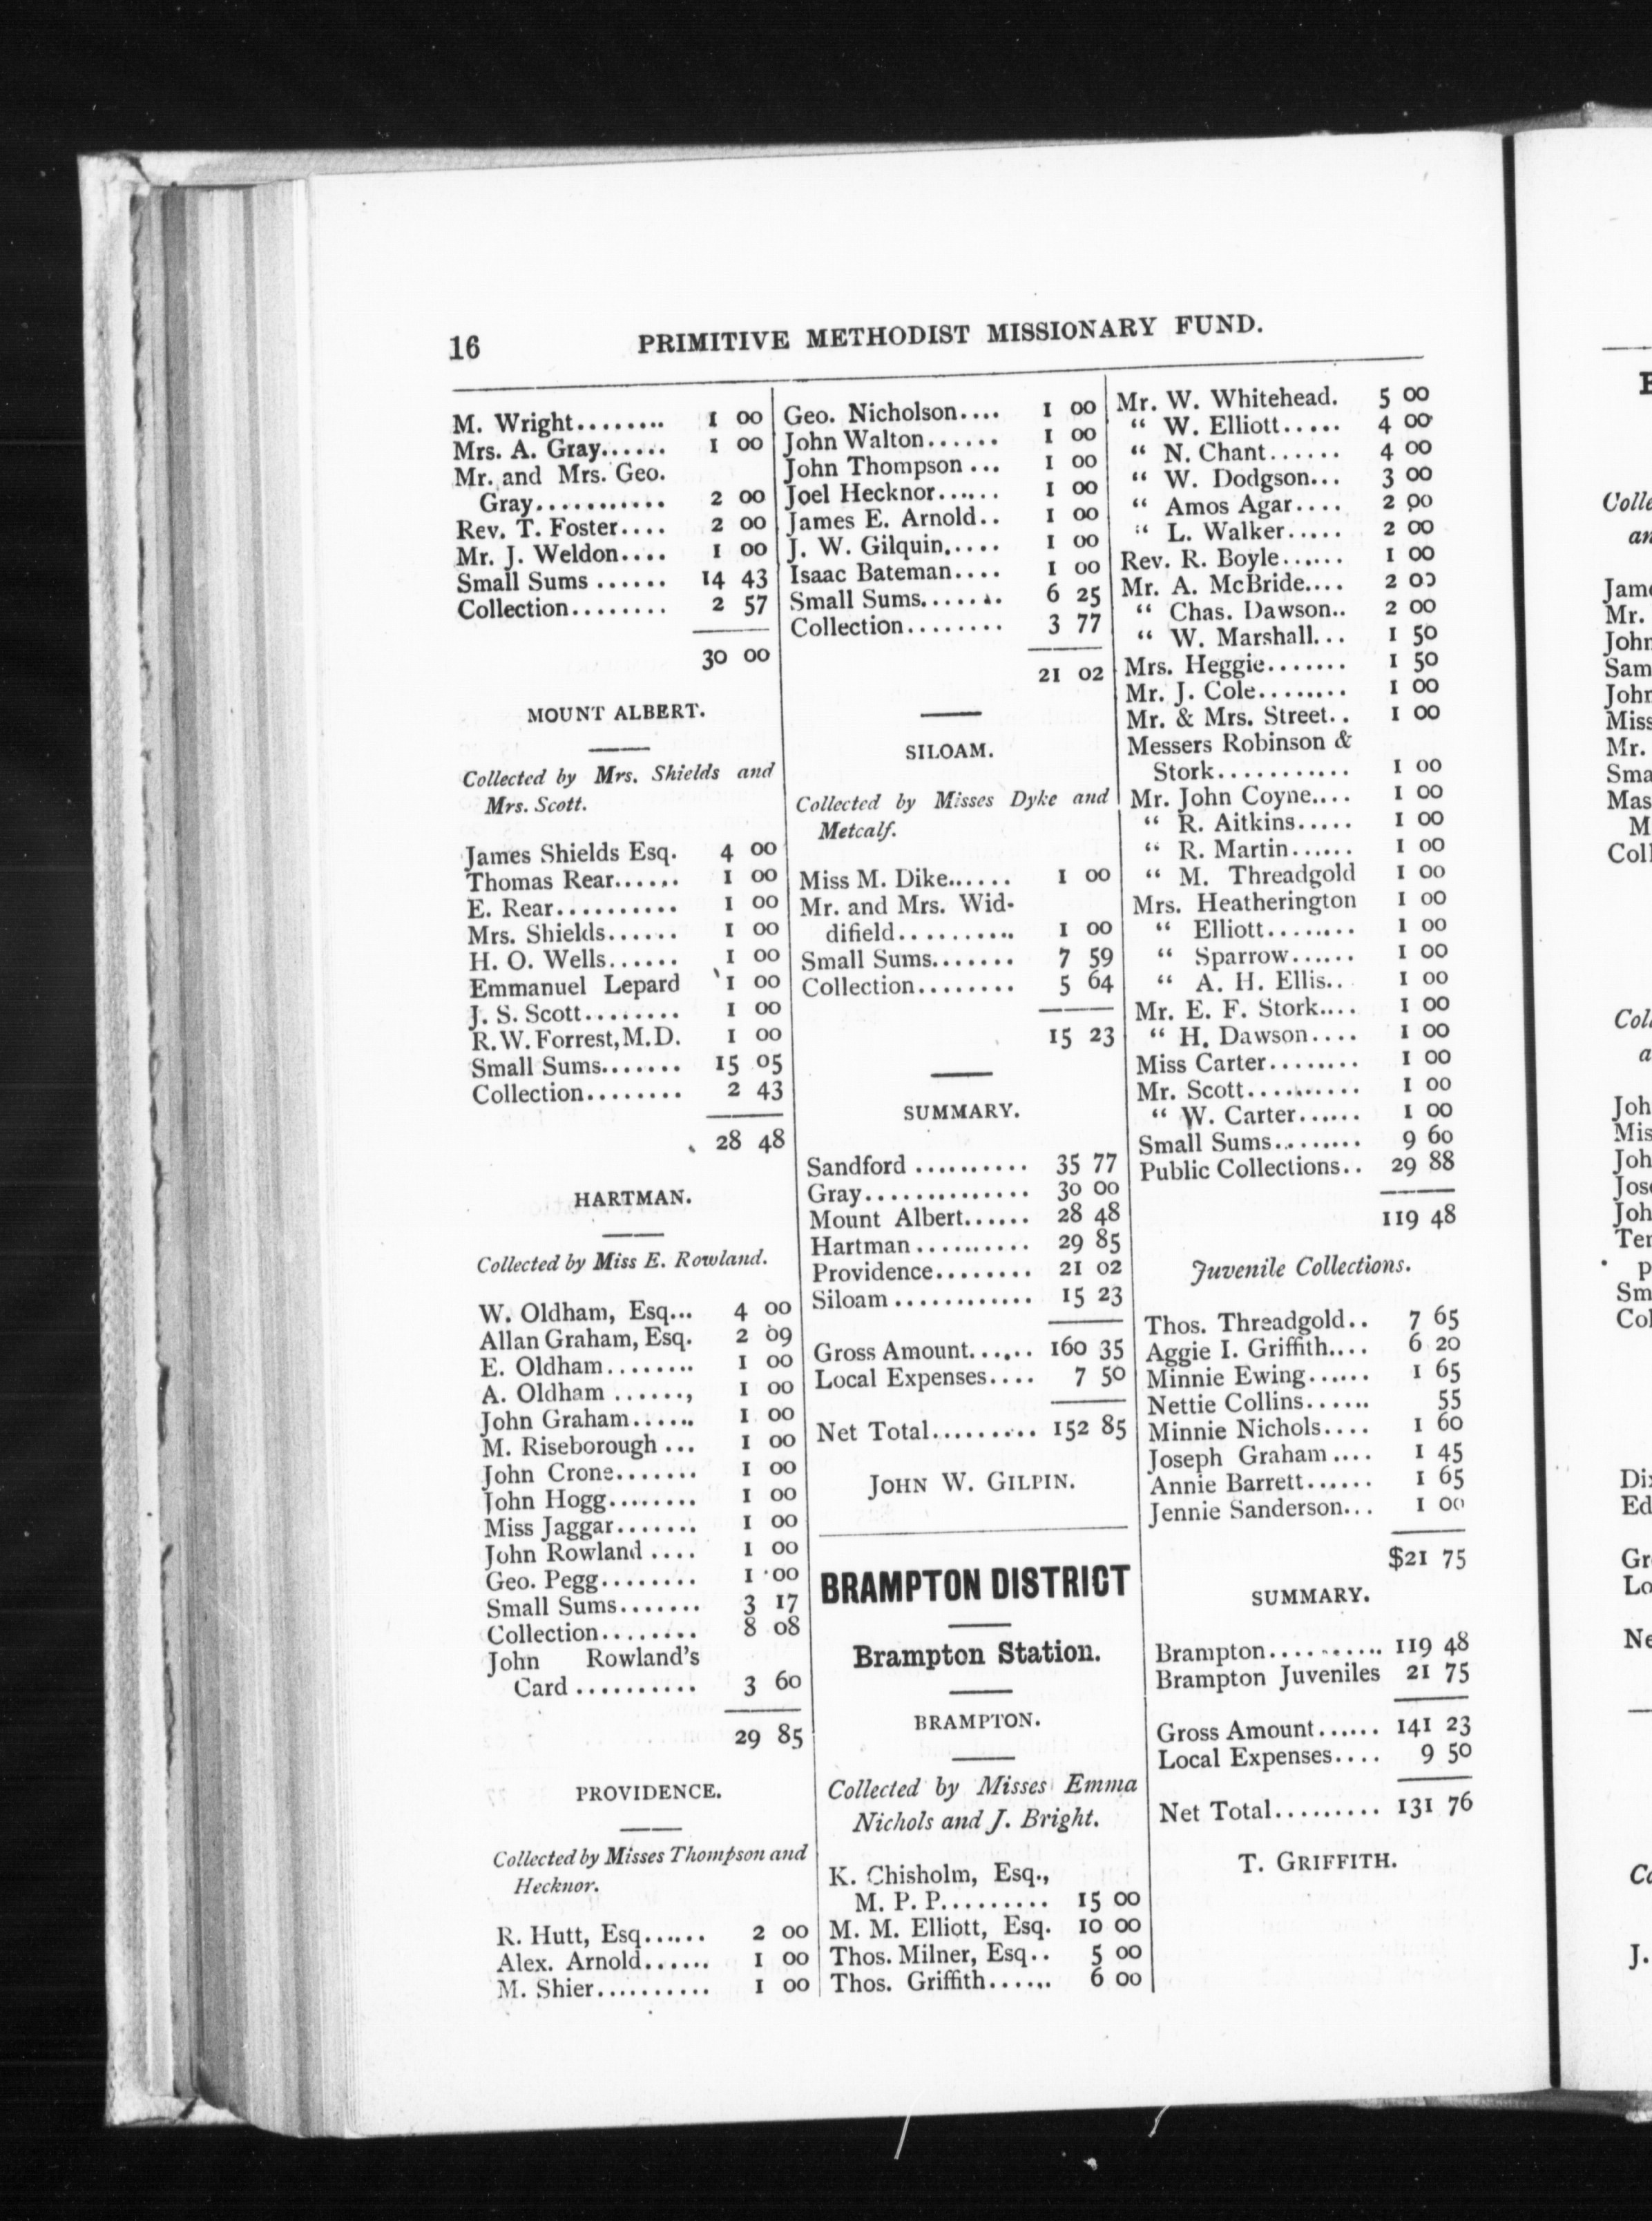 16 PRIMITIVE METHODIST MISSIONARY FUND.
M. Wright........ 1 00
Mrs. A. Gray...... 1 00
Mr. and Mrs. Geo.
Gray........... 2 00
Rev. T. Foster.... 2 00
Mr. J. Weldon.... 1 00
Small Sums ...... 14 43
Collection........ 2 57
30 00
MOUNT ALBERT.
Collected by Mrs. Shields and
Mrs. Scott.
James Shields Esq. 4 00
Thomas Rear...... 1 00
E. Rear.......... 1 00
Mrs. Shields...... 1 00
H. O. Wells...... 1 00
Emmanuel Lepard 1 00
J. S. Scott........ 1 00
R. W. Forrest, M.D. 1 00
Small Sums....... 15 05
Collection........ 2 43
28 48
HARTMAN.
Collected by Miss E. Rowland.
W. Oldham, Esq... 4 00
Allan Graham, Esq. 2 09
E. Oldham........ 1 00
A. Oldham ......, 1 00
John Graham...... 1 00
M. Riseborough ... 1 00
John Crone....... 1 00
John Hogg........ 1 00
Miss Jaggar....... 1 00
John Rowland .... 1 00
Geo. Pegg........ 1 00
Small Sums....... 3 17
Collection........ 8 08
John Rowland's
Card .......... 3 60
29 85
PROVIDENCE.
Collected by Misses Thompson and
Hecknor.
R. Hutt, Esq...... 2 00
Alex. Arnold...... 1 00
M. Shier.......... 1 00
Geo. Nicholson.... 1 00
John Walton...... 1 00
John Thompson ... 1 00
Joel Hecknor...... 1 00
James E. Arnold.. 1 00
J. W. Gilquin..... 1 00
Isaac Bateman.... 1 00
Small Sums....... 6 25
Collection........ 3 77
21 02
SILOAM.
Collected by Misses Dyke and
Metcalf.
Miss M. Dike...... 1 00
Mr. and Mrs. Wid-
difield.......... 1 00
Small Sums....... 7 59
Collection........ 5 64
15 23
SUMMARY.
Sandford .......... 35 77
Gray.............. 30 00
Mount Albert...... 28 48
Hartman .......... 29 85
Providence........ 21 02
Siloam ............ 15 23
Gross Amount...... 160 35
Local Expenses.... 7 50
Net Total......... 152 85
JOHN W. GILPIN.
BRAMPTON DISTRICT
Brampton Station.
BRAMPTON.
Collected by Misses Emma
Nichols and J. Bright.
K. Chisholm, Esq.,
M. P. P......... 15 00
M. M. Elliott, Esq. 10 00
Thos. Milner, Esq.. 5 00
Thos. Griffith...... 6 00
Mr. W. Whitehead. 5 00
" W. Elliott..... 4 00
" N. Chant...... 4 00
" W. Dodgson... 3 00
" Amos Agar.... 2 00
" L. Walker..... 2 00
Rev. R. Boyle...... 1 00
Mr. A. McBride.... 2 00
" Chas. Dawson.. 2 00
" W. Marshall... 1 50
Mrs. Heggie....... 1 50
Mr. J. Cole........ 1 00
Mr. & Mrs. Street.. 1 00
Messers Robinson &
Stork........... 1 00
Mr. John Coyne.... 1 00
" R. Aitkins..... 1 00
" R. Martin...... 1 00
" M. Threadgold 1 00
Mrs. Heatherington 1 00
" Elliott........ 1 00
" Sparrow...... 1 00
" A. H. Ellis.. 1 00
Mr. E. F. Stork.... 1 00
" H. Dawson.... 1 00
Miss Carter........ 1 00
Mr. Scott.......... 1 00
" W. Carter...... 1 00
Small Sums........ 9 60
Public Collections.. 29 88
119 48
Juvenile Collections.
Thos. Threadgold.. 7 65
Aggie I. Griffith.... 6 20
Minnie Ewing...... 1 65
Nettie Collins...... 55
Minnie Nichols.... 1 60
Joseph Graham .... 1 45
Annie Barrett...... 1 65
Jennie Sanderson... 1 00
$21 75
SUMMARY.
Brampton.......... 119 48
Brampton Juveniles 21 75
Gross Amount...... 141 23
Local Expenses.... 9 50
Net Total......... 131 76
T. GRIFFITH.